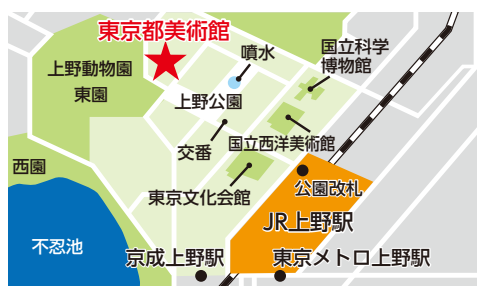 東京都美術館
噴水
国立科学
博物館
上野動物園
東園
上野公園
交番
国立西洋美術館
西園
東京文化会館
公園改札
JR上野駅
不忍池
京成上野駅
東京メトロ上野駅